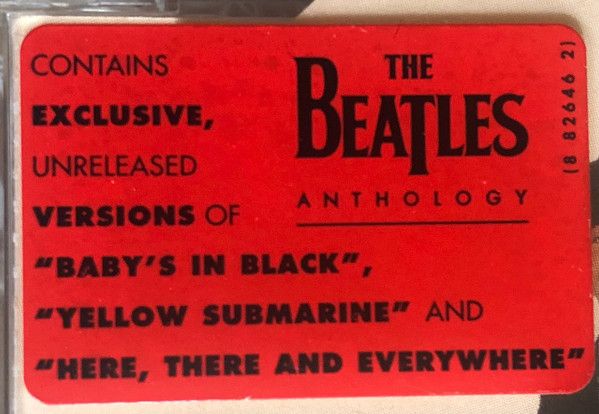 CONTAINS
EXCLUSIVE,
UNRELEASED
VERSIONS OF
"BABY'S IN BLACK",
"YELLOW SUBMARINE" AND
"HERE, THERE AND EVERYWHERE"
THE
BEATLES
ANTHOLOGY
(8 82646 2)